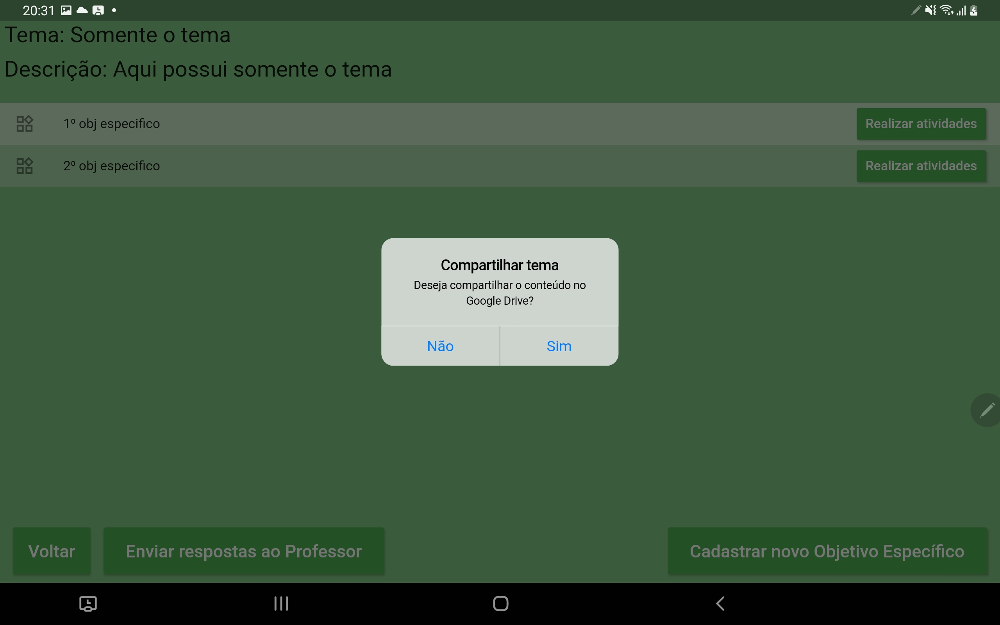 20:31
Tema: Somente o tema
Descrição: Aqui possui somente o tema
1º obj especifico
Realizar atividades
2º obj especifico
Realizar atividades
Compartilhar tema
Deseja compartilhar o conteúdo no
Google Drive?
Não
Sim
Voltar
Enviar respostas ao Professor
Cadastrar novo Objetivo Específico